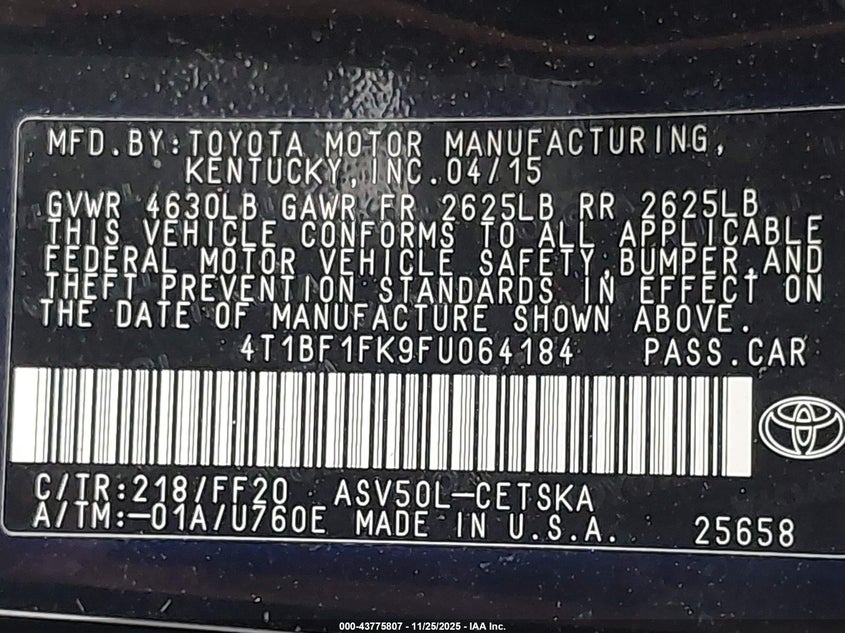 MFD.BY:TOYOTA MOTOR MANUFACTURING,
KENTUCKY,INC.04/15
GVWR 4630LB GAWR FR 2625LB RR 2625LB
THIS VEHICLE CONFORMS TO ALL APPLICABLE
FEDERAL MOTOR VEHICLE SAFETY,BUMPER,AND
THEFT PREVENTION STANDARDS IN EFFECT ON
THE DATE OF MANUFACTURE SHOWN ABOVE.
4T1BF1FK9FU064184 PASS.CAR
C/TR:218/FF20 ASV50L-CETSKA
A/TM:-01A/U760E MADE IN U.S.A. 25658
000-43775807 - 11/25/2025 - IAA Inc.